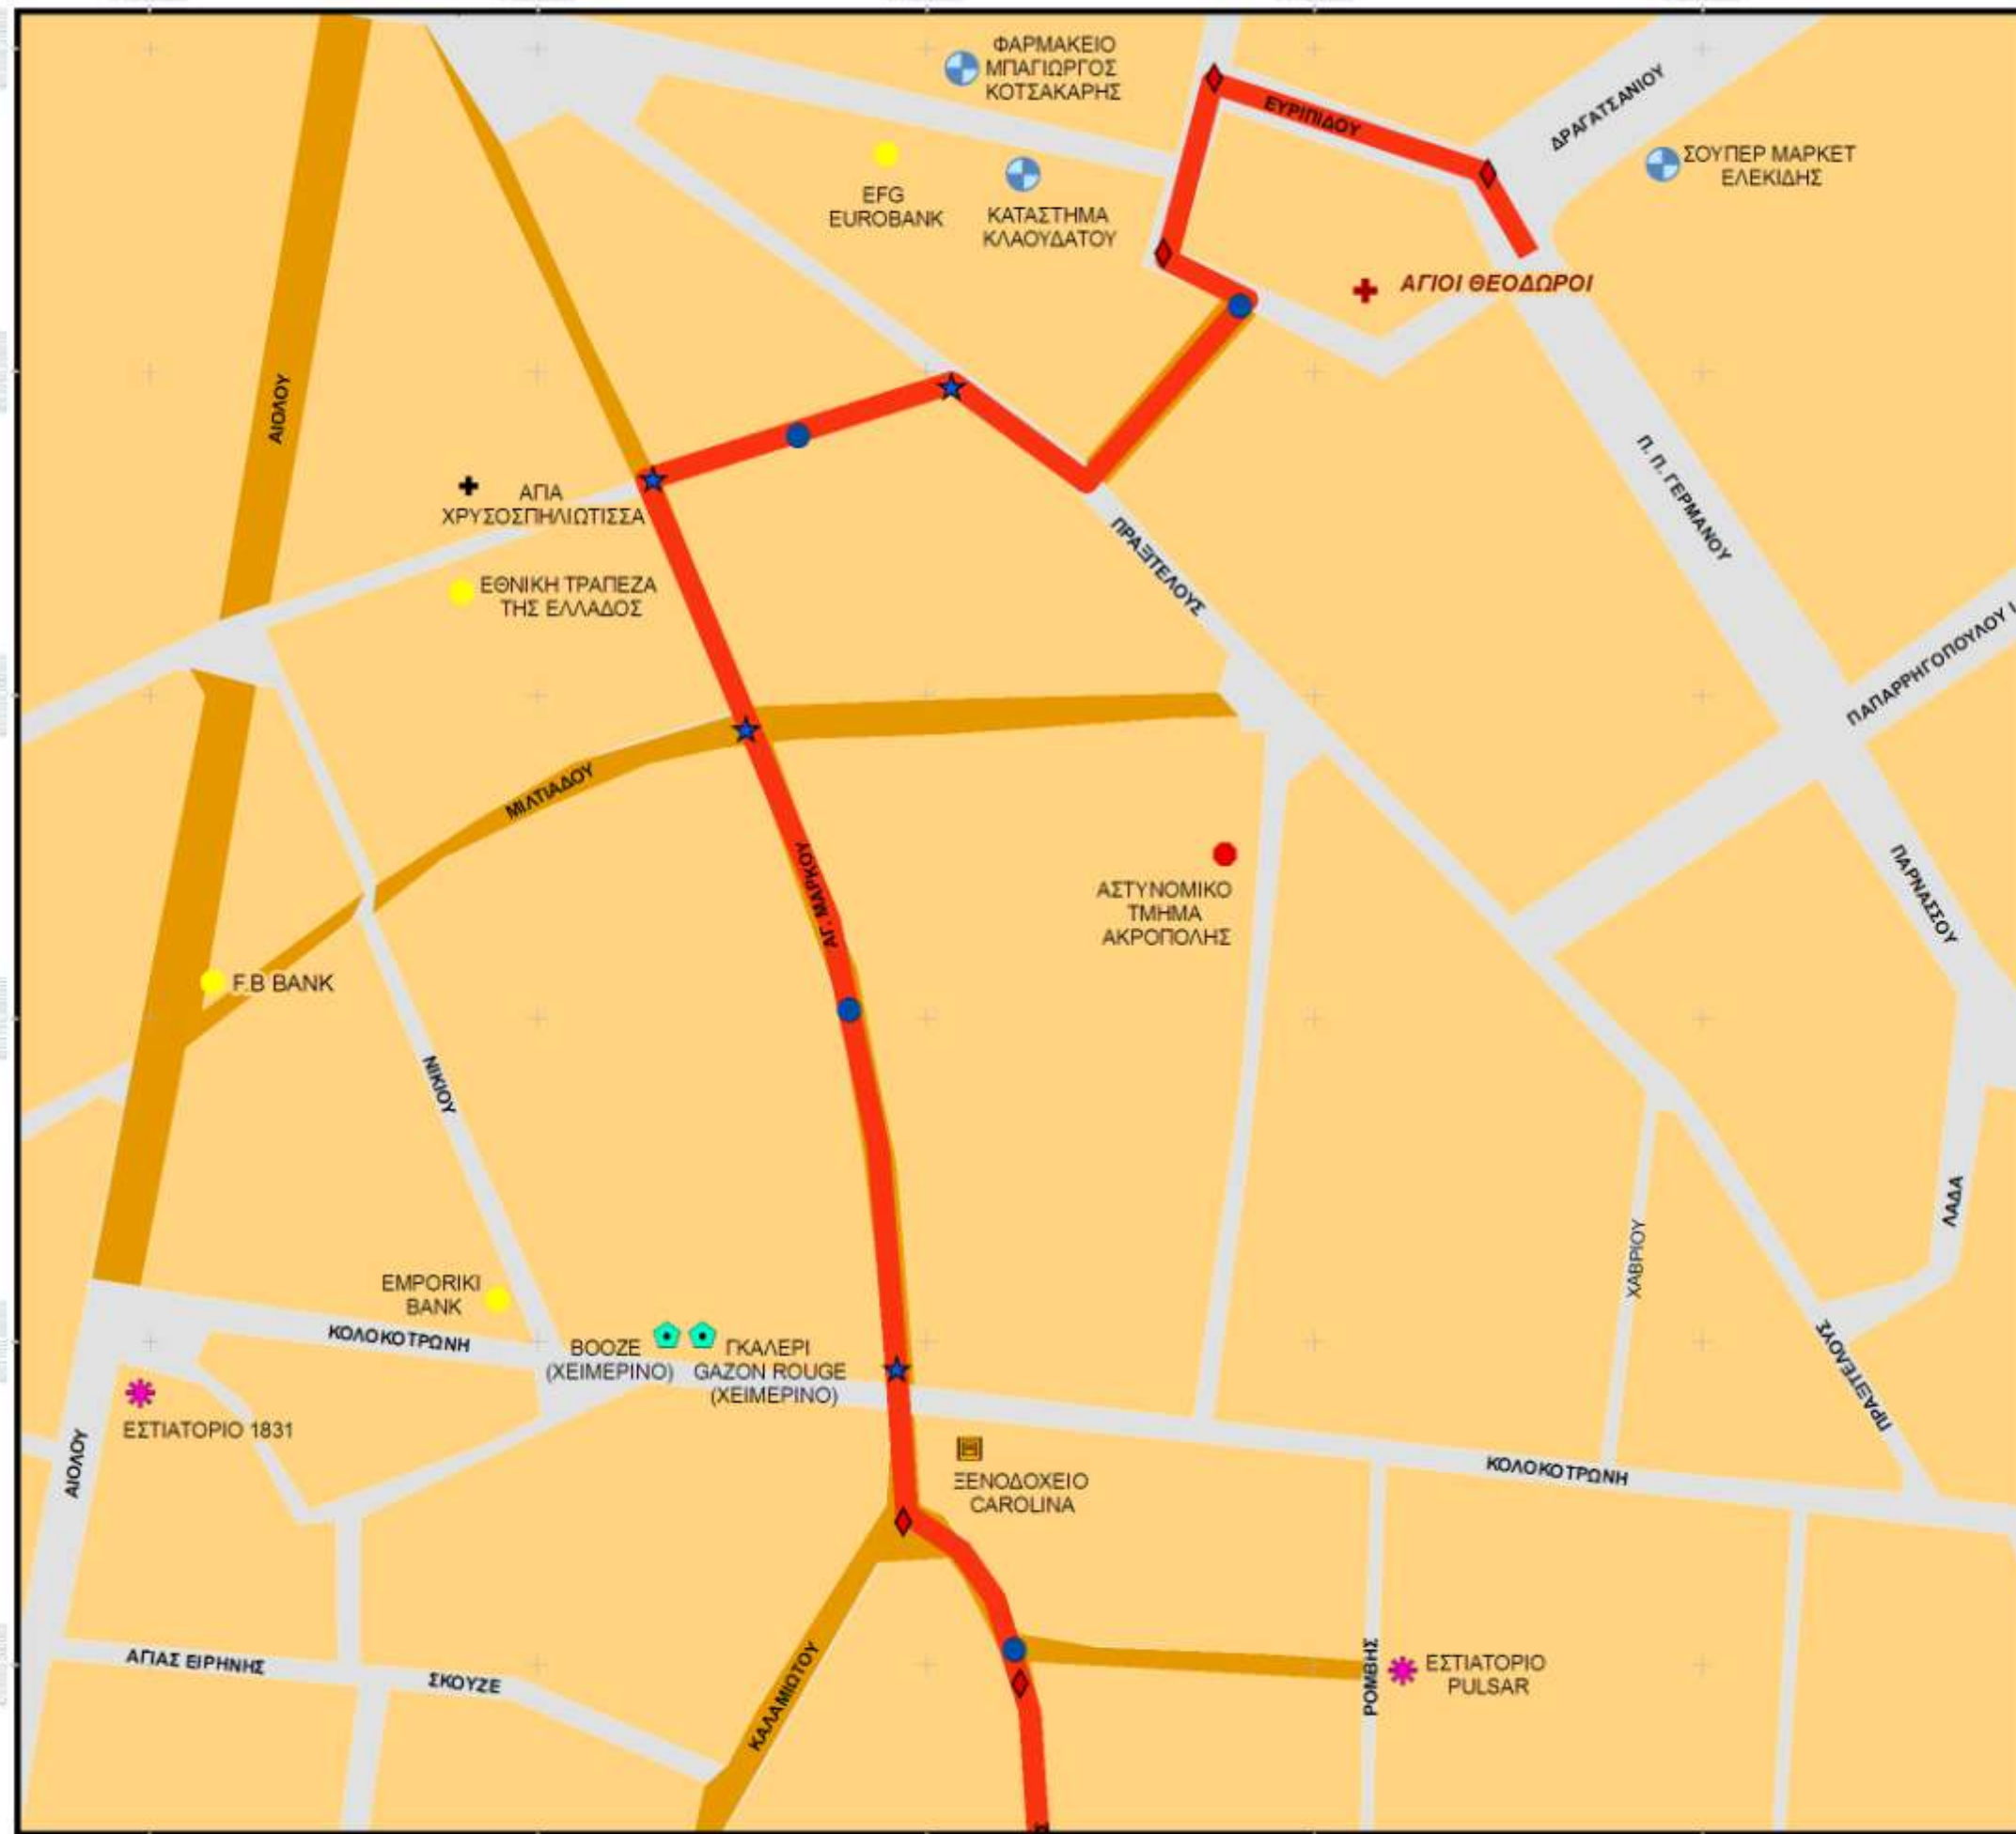 ΦΑΡΜΑΚΕΙΟ
ΜΠΑΓΙΩΡΓΟΣ
ΚΟΤΣΑΚΑΡΗΣ
ΕΥΡΙΠΙΔΟΥ
ΔΡΑΓΑΤΣΑΝΙΟΥ
ΣΟΥΠΕΡ ΜΑΡΚΕΤ
ΕΛΕΚΙΔΗΣ
EFG
EUROBANK
ΚΑΤΑΣΤΗΜΑ
ΚΛΑΟΥΔΑΤΟΥ
ΑΓΙΟΙ ΘΕΟΔΩΡΟΙ
ΑΙΟΛΟΥ
ΑΓΙΑ
ΧΡΥΣΟΣΠΗΛΙΩΤΙΣΣΑ
Π. Π. ΓΕΡΜΑΝΟΥ
ΠΡΑΞΙΤΕΛΟΥΣ
ΕΘΝΙΚΗ ΤΡΑΠΕΖΑ
ΤΗΣ ΕΛΛΑΔΟΣ
ΠΑΠΑΡΡΗΓΟΠΟΥΛΟΥ Ι.
ΜΙΛΤΙΑΔΟΥ
ΑΓ. ΜΑΡΚΟΥ
ΑΣΤΥΝΟΜΙΚΟ
ΤΜΗΜΑ
ΑΚΡΟΠΟΛΗΣ
ΠΑΡΝΑΣΣΟΥ
F.B BANK
ΝΙΚΙΟΥ
ΛΑΔΑ
ΧΑΒΡΙΟΥ
EMPORIKI
BANK
ΚΟΛΟΚΟΤΡΩΝΗ
BOOZE
(ΧΕΙΜΕΡΙΝΟ)
ΓΚΑΛΕΡΙ
GAZON ROUGE
(ΧΕΙΜΕΡΙΝΟ)
ΠΡΑΞΙΤΕΛΟΥΣ
ΕΣΤΙΑΤΟΡΙΟ 1831
ΑΙΟΛΟΥ
ΞΕΝΟΔΟΧΕΙΟ
CAROLINA
ΚΟΛΟΚΟΤΡΩΝΗ
ΑΓΙΑΣ ΕΙΡΗΝΗΣ
ΣΚΟΥΖΕ
ΚΑΛΑΜΙΩΤΟΥ
ΡΟΜΒΗΣ
ΕΣΤΙΑΤΟΡΙΟ
PULSAR